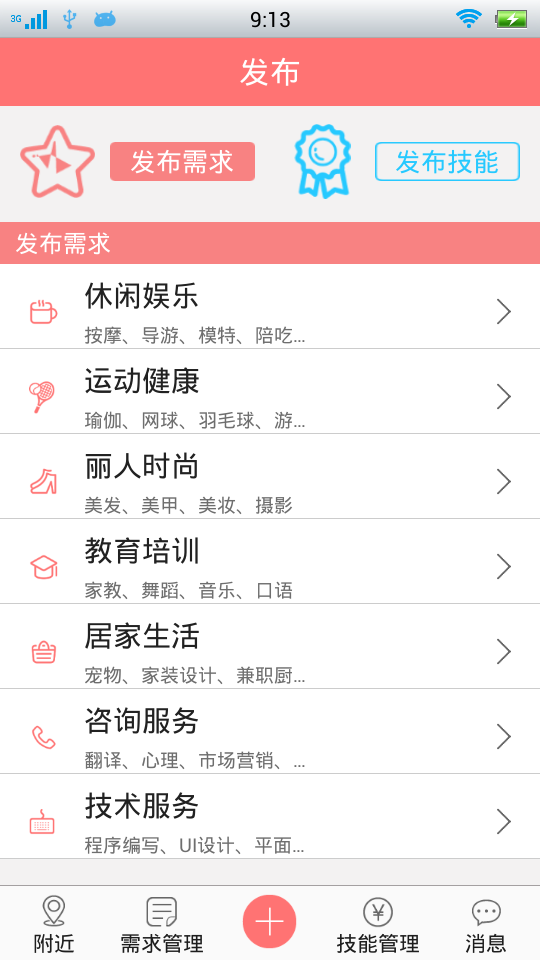 3G 9:13
发布
发布需求 发布技能
发布需求
休闲娱乐
按摩、导游、模特、陪吃...
运动健康
瑜伽、网球、羽毛球、游...
丽人时尚
美发、美甲、美妆、摄影
教育培训
家教、舞蹈、音乐、口语
居家生活
宠物、家装设计、兼职厨...
咨询服务
翻译、心理、市场营销、...
技术服务
程序编写、UI设计、平面...
附近 需求管理 技能管理 消息